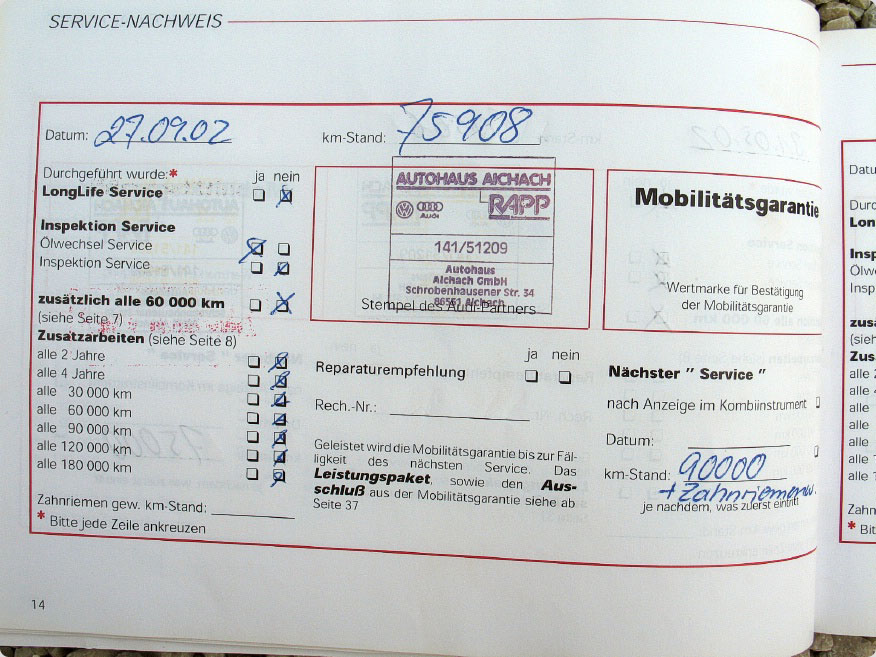 SERVICE-NACHWEIS
Datum: 27.09.02
km-Stand: 75908
Durchgeführt wurde:* ja nein
LongLife Service
Inspektion Service
Ölwechsel Service
Inspektion Service
zusätzlich alle 60 000 km
(siehe Seite 7)
Zusatzarbeiten (siehe Seite 8)
alle 2 Jahre
alle 4 Jahre
alle 30 000 km
alle 60 000 km
alle 90 000 km
alle 120 000 km
alle 180 000 km
Zahnriemen gew. km-Stand:
* Bitte jede Zeile ankreuzen
AUTOHAUS AICHACH
Audi
RAPP
141/51209
Autohaus
Aichach GmbH
Schrobenhausener Str. 34
86551 Aichach
Stempel des Audi-Partners
ja nein
Reparaturempfehlung
Rech.-Nr.:
Geleistet wird die Mobilitätsgarantie bis zur Fäl-
ligkeit des nächsten Service. Das
Leistungspaket, sowie den Aus-
schluß aus der Mobilitätsgarantie siehe ab
Seite 37
Mobilitätsgarantie
Wertmarke für Bestätigung
der Mobilitätsgarantie
Nächster " Service "
nach Anzeige im Kombiinstrument
Datum:
km-Stand: 90000
+ Zahnriemenw.
je nachdem, was zuerst eintritt
14